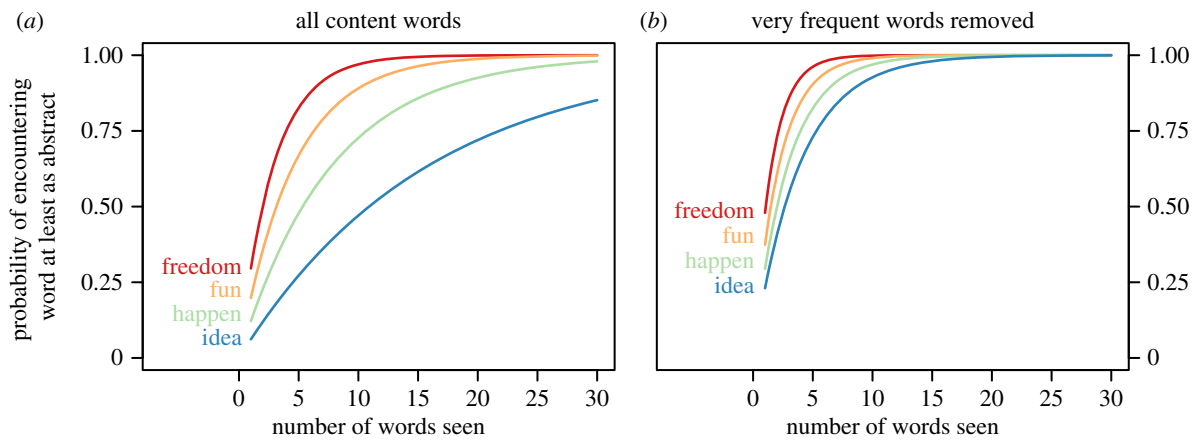 (a) all content words
probability of encountering
word at least as abstract
1.00
0.75
0.50
0.25
0
freedom
fun
happen
idea
0 5 10 15 20 25 30
number of words seen
(b) very frequent words removed
freedom
fun
happen
idea
1.00
0.75
0.50
0.25
0
0 5 10 15 20 25 30
number of words seen